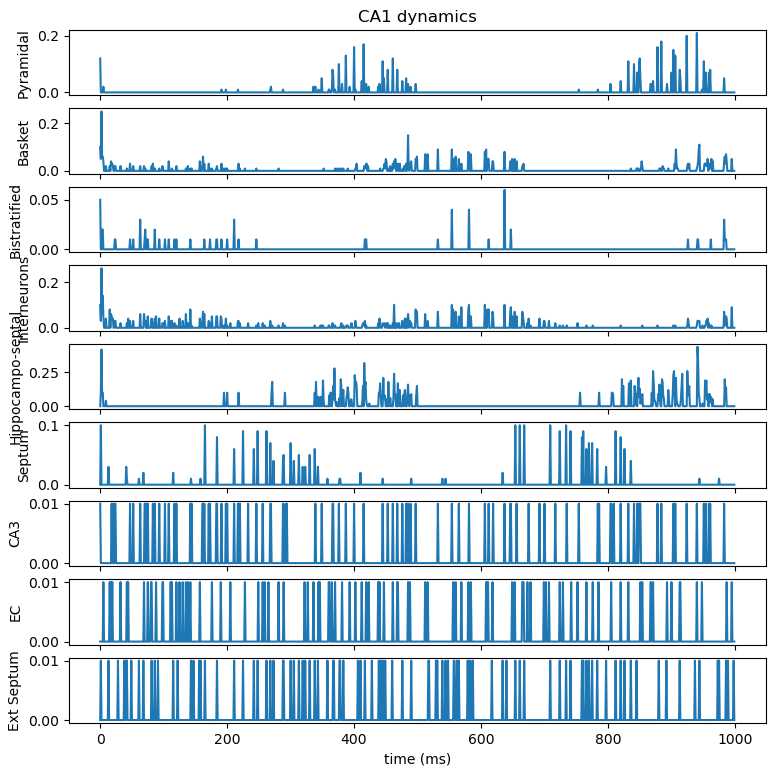 CA1 dynamics
Pyramidal
0.2
0.0
Basket
0.2
0.0
Bistratified
0.05
0.00
Interneurons
0.2
0.0
Hippocampo-septal
0.25
0.00
Septum
0.1
0.0
CA3
0.01
0.00
EC
0.01
0.00
Ext Septum
0.01
0.00
0 200 400 600 800 1000
time (ms)